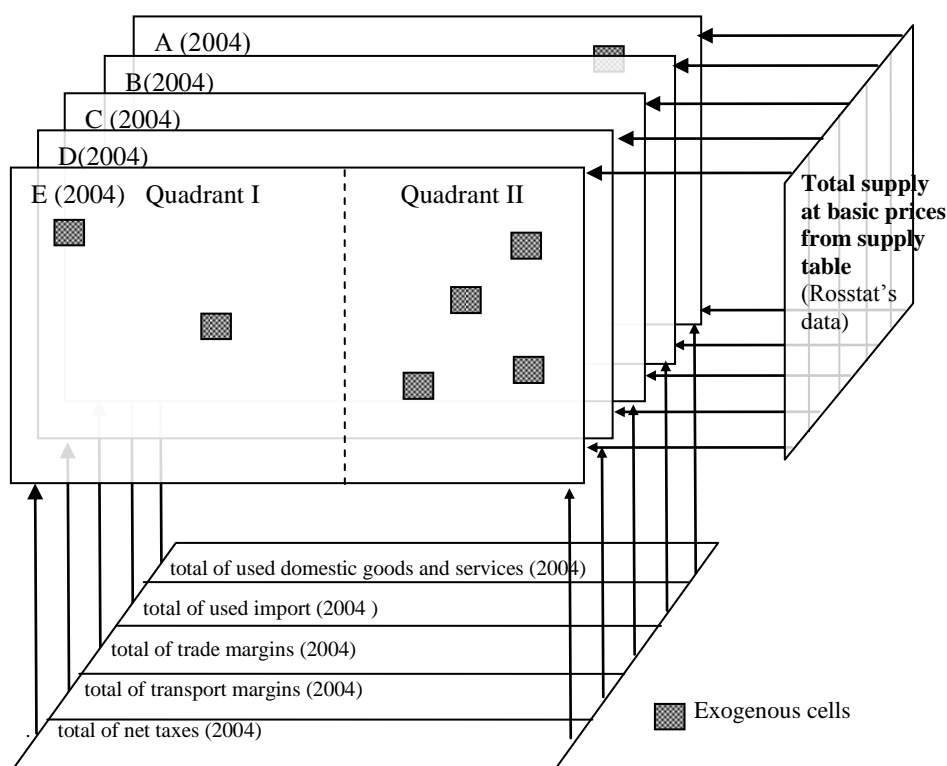 A (2004)
B(2004)
C (2004)
D(2004)
E (2004)
Quadrant I
Quadrant II
Total supply
at basic prices
from supply
table
(Rosstat's
data)
total of used domestic goods and services (2004)
total of used import (2004 )
total of trade margins (2004)
total of transport margins (2004)
. total of net taxes (2004)
Exogenous cells